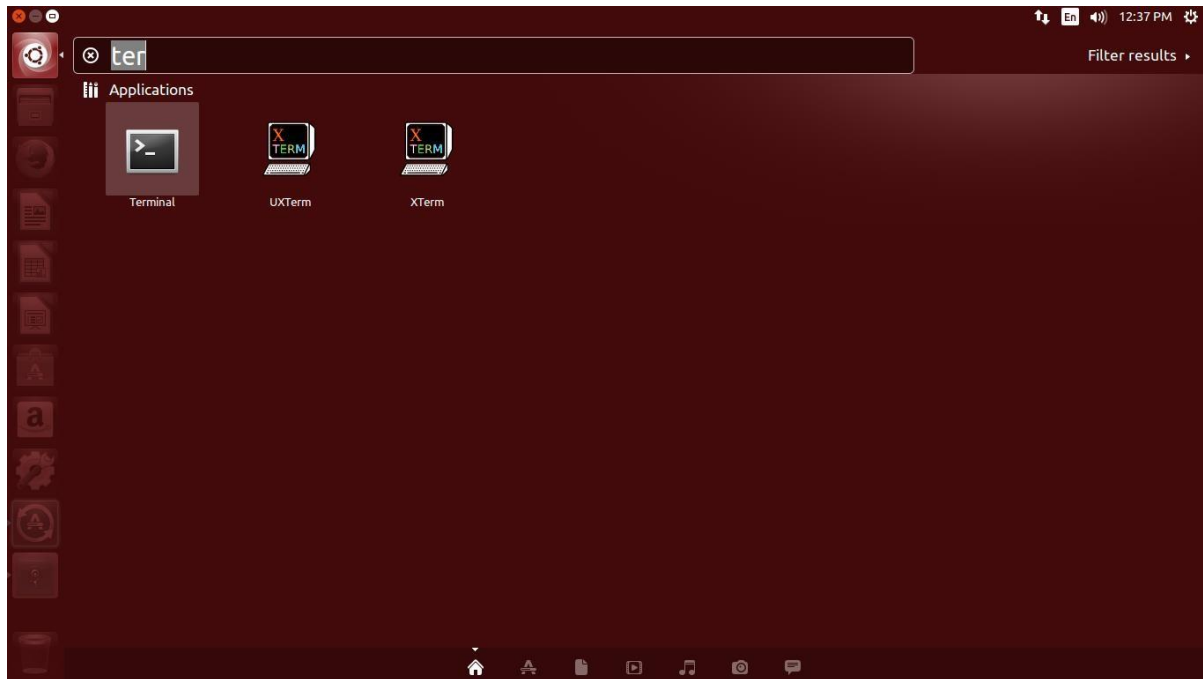 En 12:37 PM
ter
Filter results
Applications
X TERM
X TERM
Terminal UXTerm XTerm